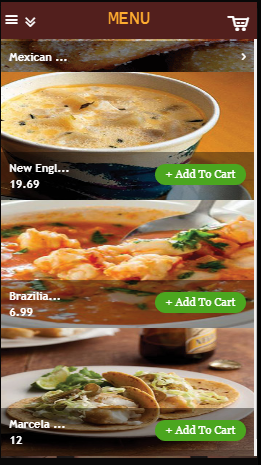 MENU
Mexican ...
New Engl...
19.69
+ Add To Cart
Brazilia...
6.99
+ Add To Cart
Marcela ...
12
+ Add To Cart